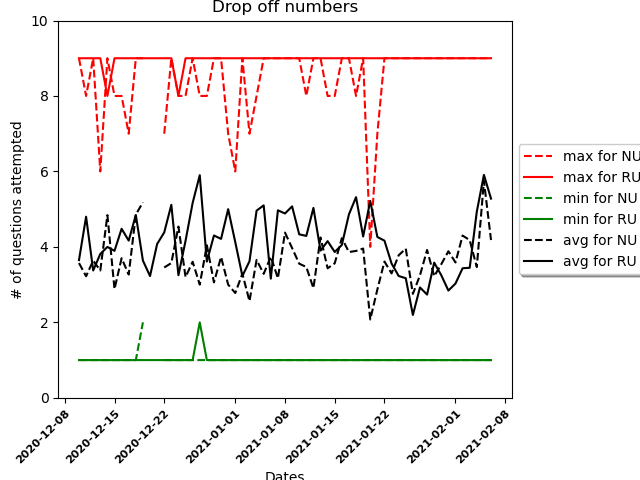 Drop off numbers
# of questions attempted
10
8
6
4
2
0
2020-12-08
2020-12-15
2020-12-22
2021-01-01
2021-01-08
2021-01-15
2021-01-22
2021-02-01
2021-02-08
Dates
max for NU
max for RU
min for NU
min for RU
avg for NU
avg for RU